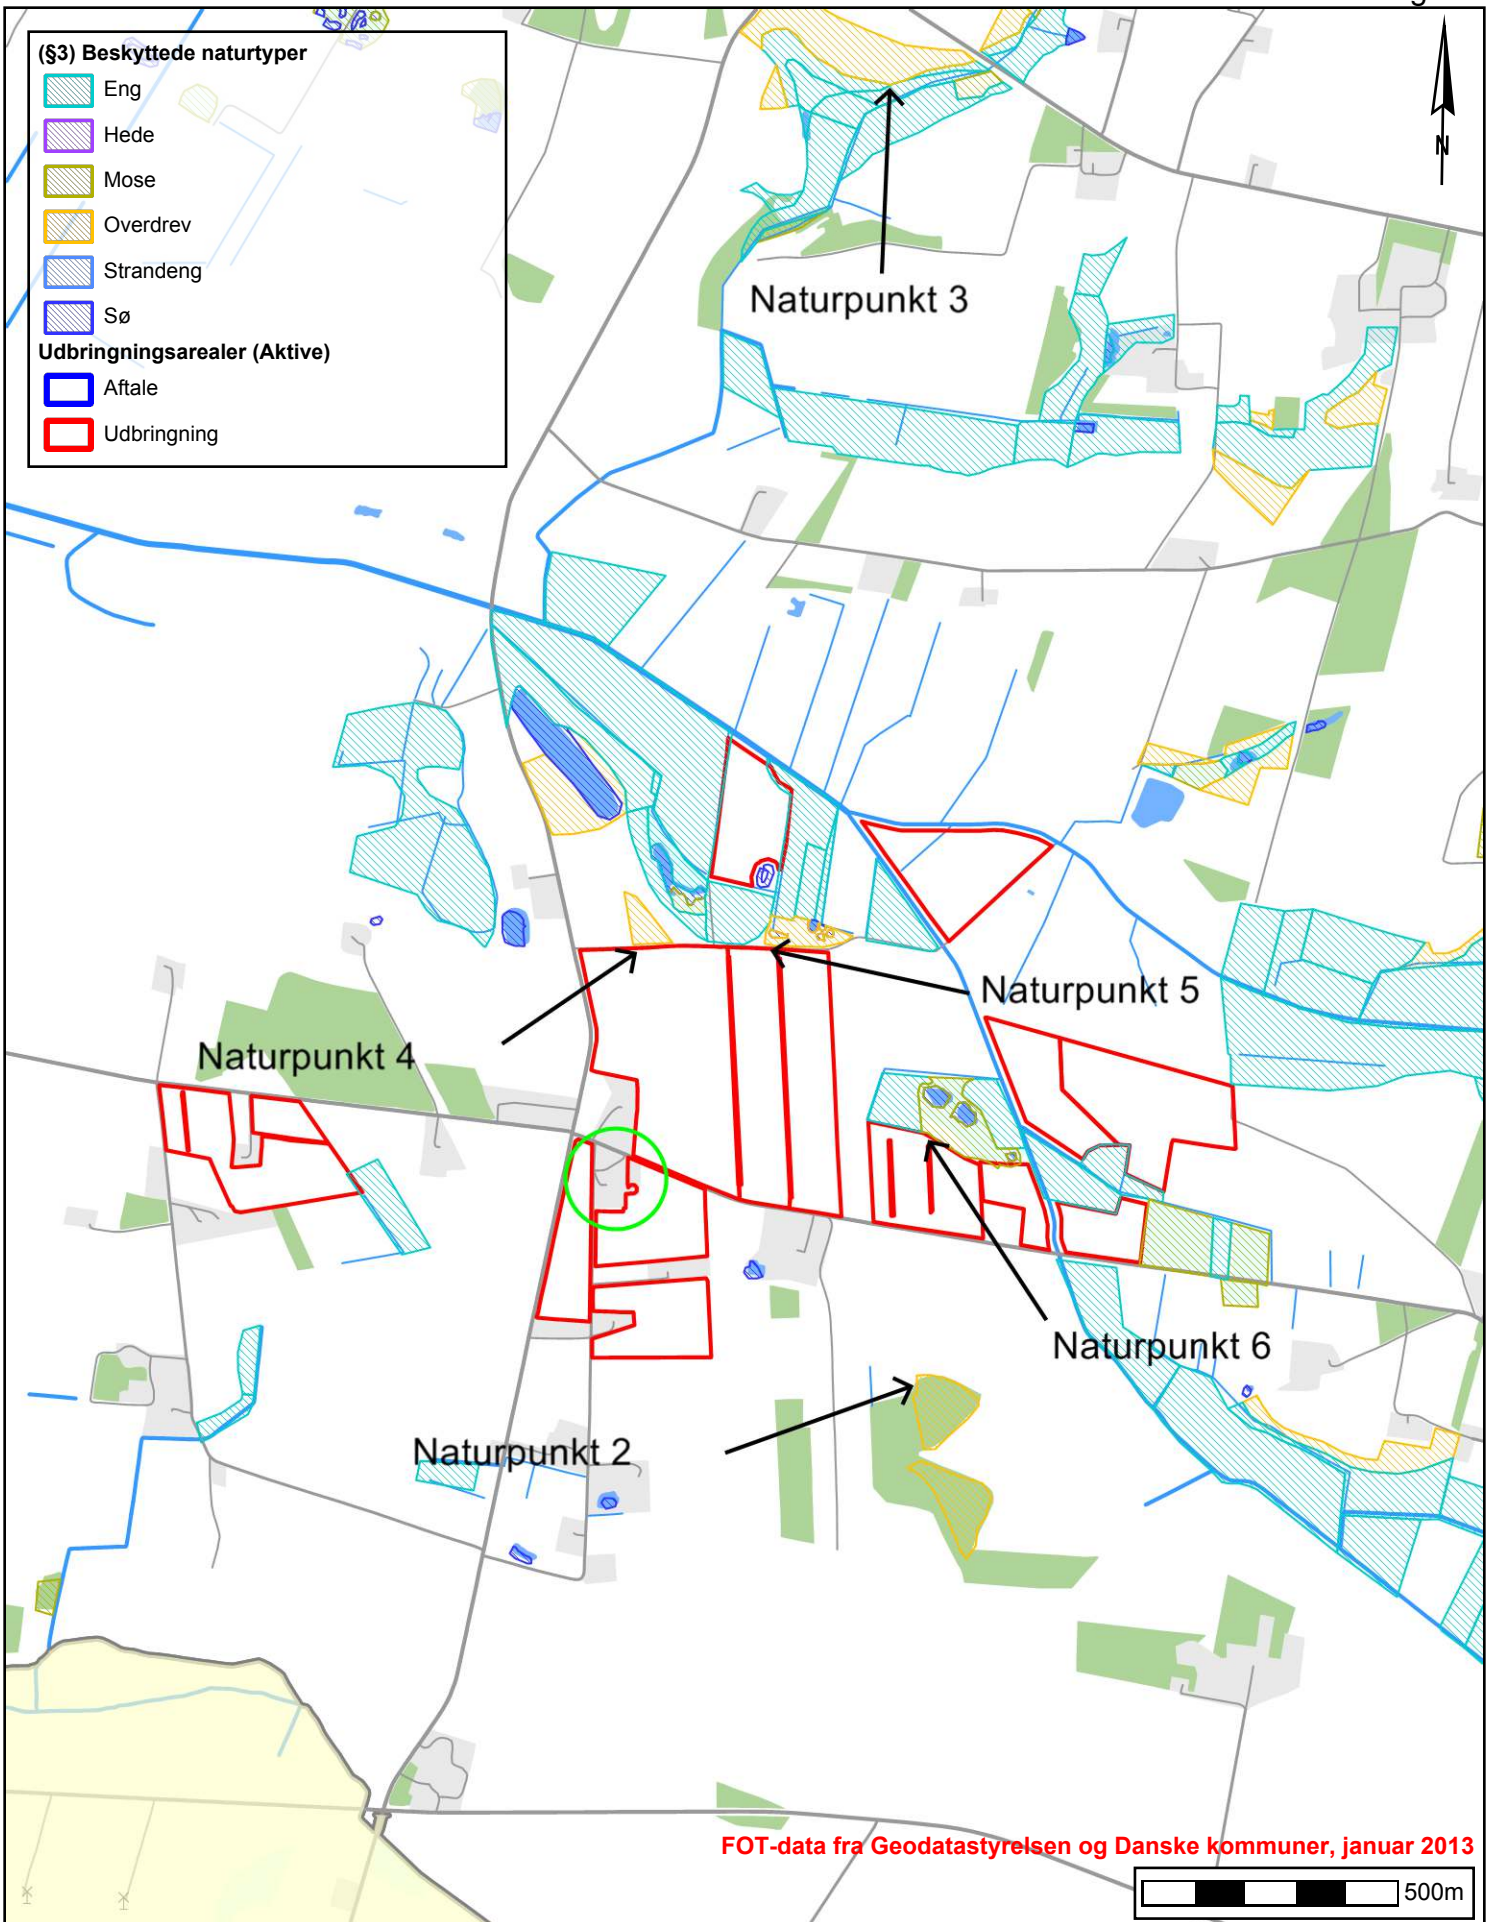 g
(§3) Beskyttede naturtyper
Eng
Hede
Mose
Overdrev
Strandeng
Sø
Udbringningsarealer (Aktive)
Aftale
Udbringning
N
Naturpunkt 3
Naturpunkt 5
Naturpunkt 4
Naturpunkt 6
Naturpunkt 2
FOT-data fra Geodatastyrelsen og Danske kommuner, januar 2013
500m